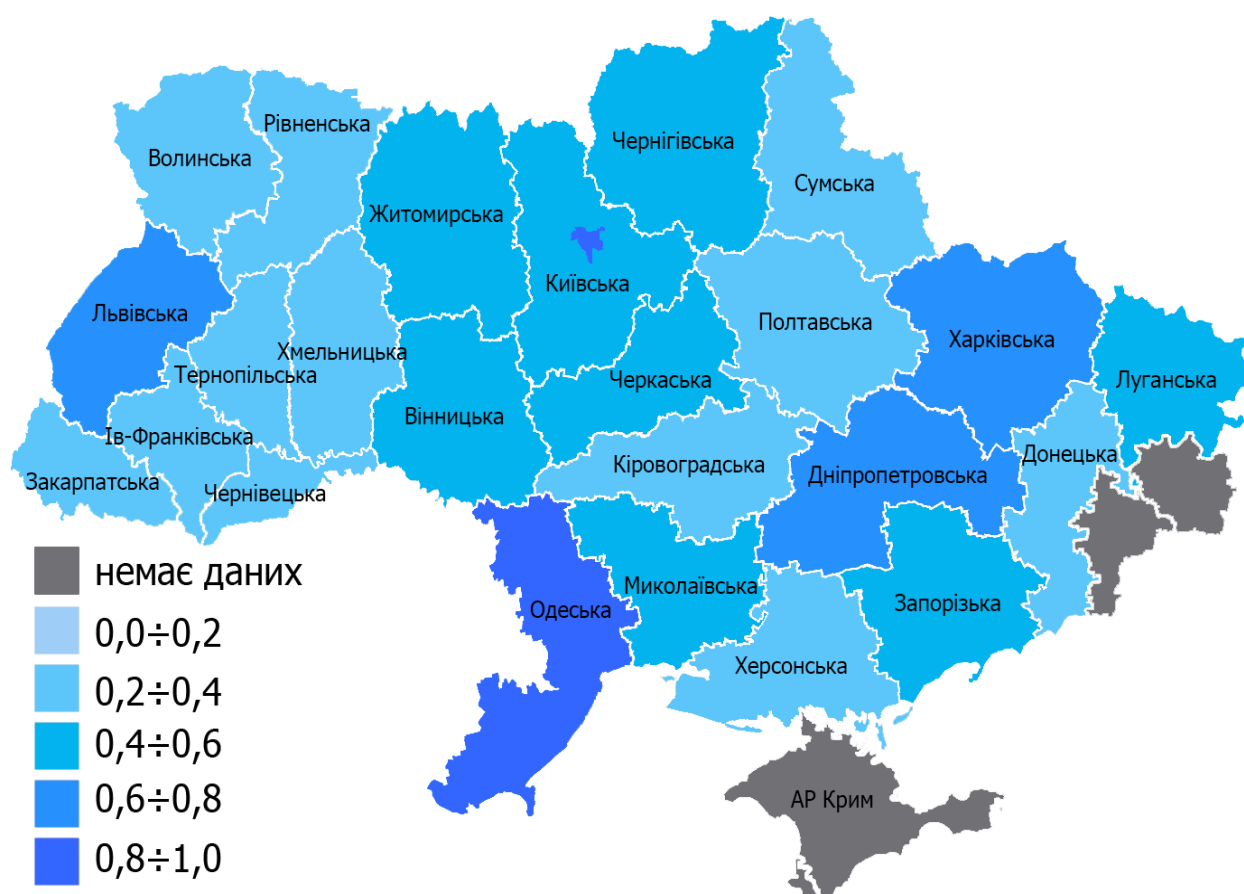 Рівненська
Чернігівська
Волинська
Сумська
Житомирська
Київська
Львівська
Полтавська
Харківська
Хмельницька
Тернопільська
Черкаська
Луганська
Вінницька
Ів-Франківська
Кіровоградська
Донецька
Дніпропетровська
Закарпатська
Чернівецька
Миколаївська
Одеська
Запорізька
Херсонська
АР Крим
немає даних
0,0÷0,2
0,2÷0,4
0,4÷0,6
0,6÷0,8
0,8÷1,0